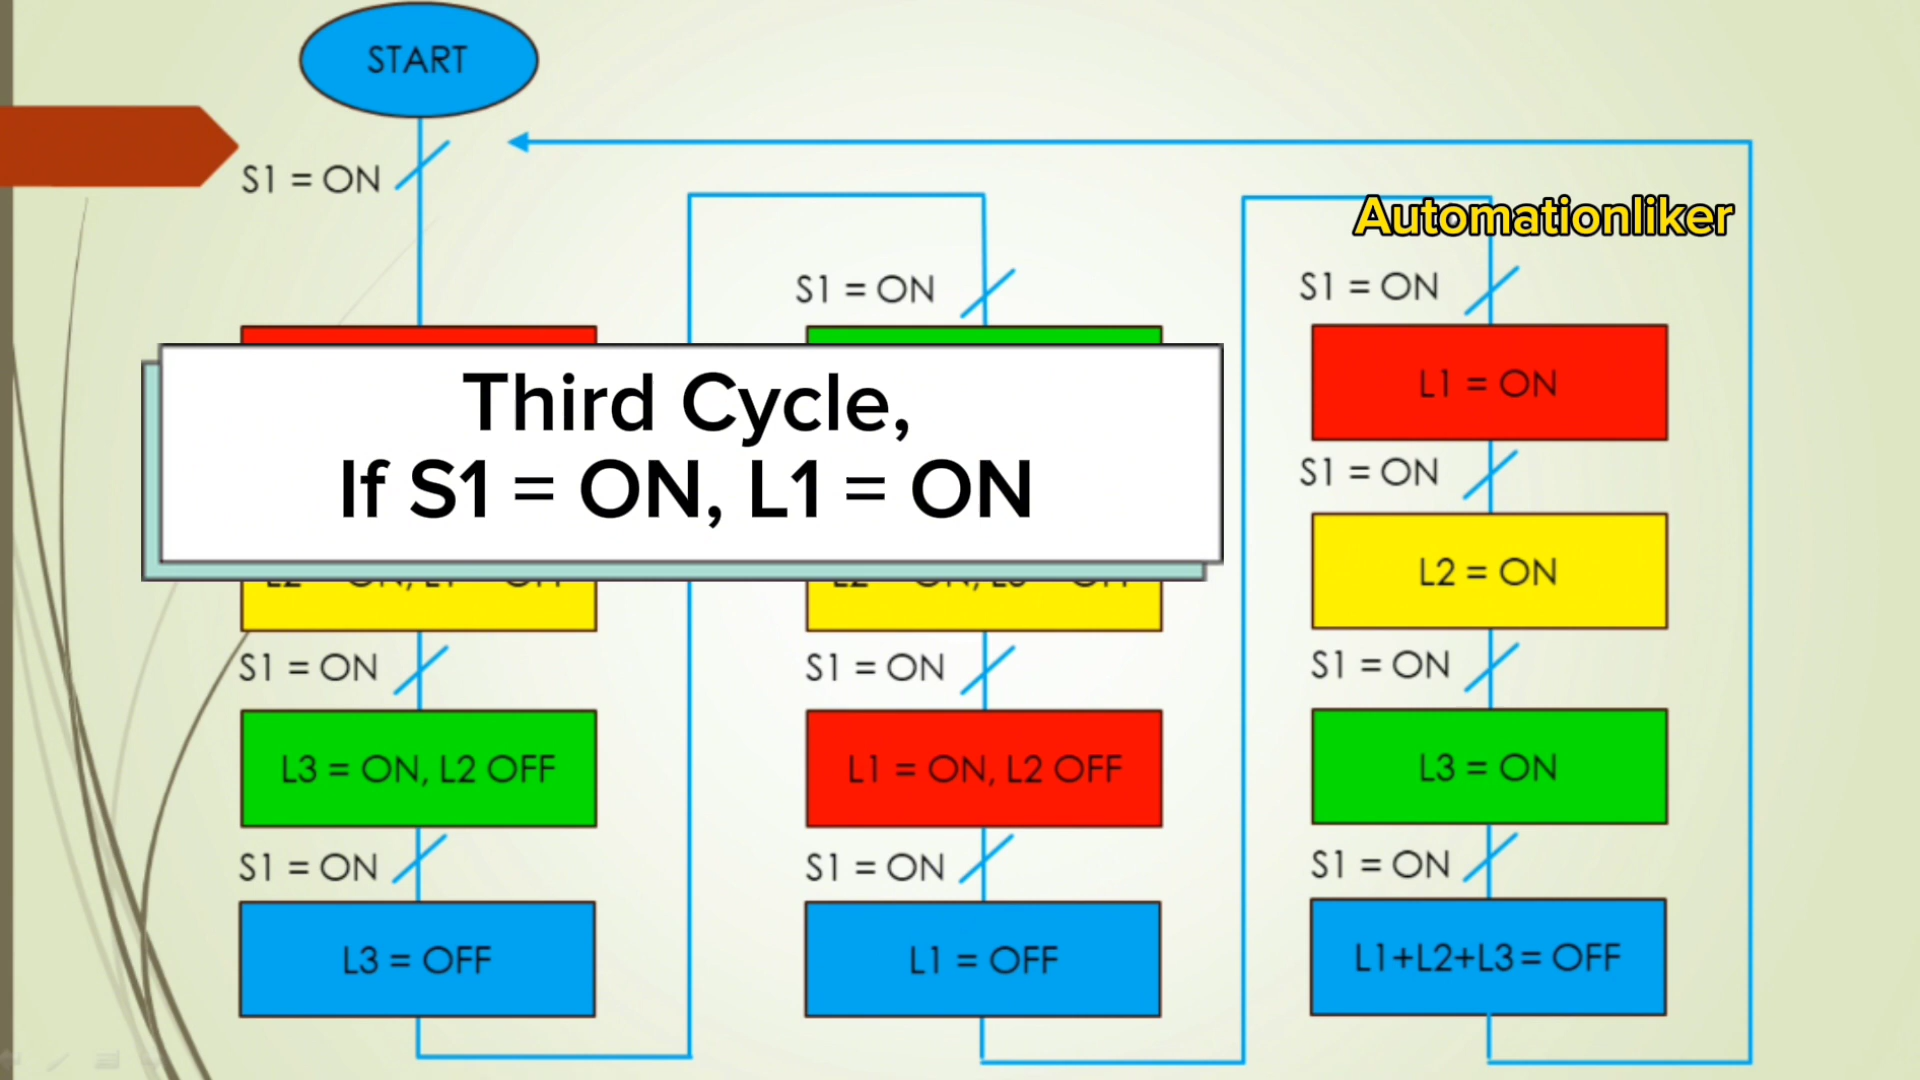 START
S1 = ON
Automationliker
S1 = ON
S1 = ON
L1 = ON
Third Cycle,
If S1 = ON, L1 = ON
S1 = ON
L2 = ON
S1 = ON
S1 = ON
S1 = ON
L3 = ON, L2 OFF
L1 = ON, L2 OFF
L3 = ON
S1 = ON
S1 = ON
S1 = ON
L3 = OFF
L1 = OFF
L1+L2+L3 = OFF